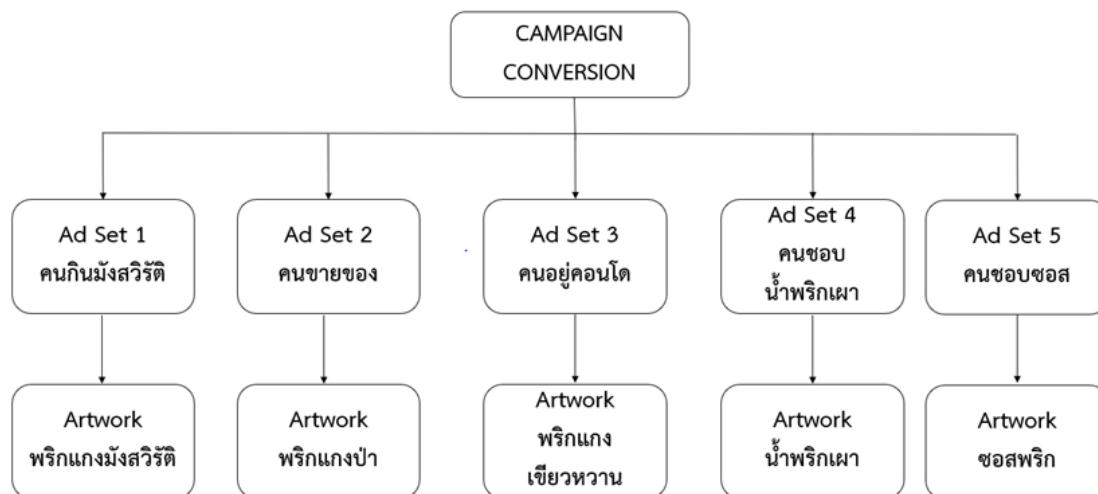 CAMPAIGN
CONVERSION
Ad Set 1
คนกินมังสวิรัติ
Ad Set 2
คนขายของ
Ad Set 3
คนอยู่คอนโด
Ad Set 4
คนชอบ
น้ำพริกเผา
Ad Set 5
คนชอบซอส
Artwork
พริกแกงมังสวิรัติ
Artwork
พริกแกงป่า
Artwork
พริกแกง
เขียวหวาน
Artwork
น้ำพริกเผา
Artwork
ซอสพริก